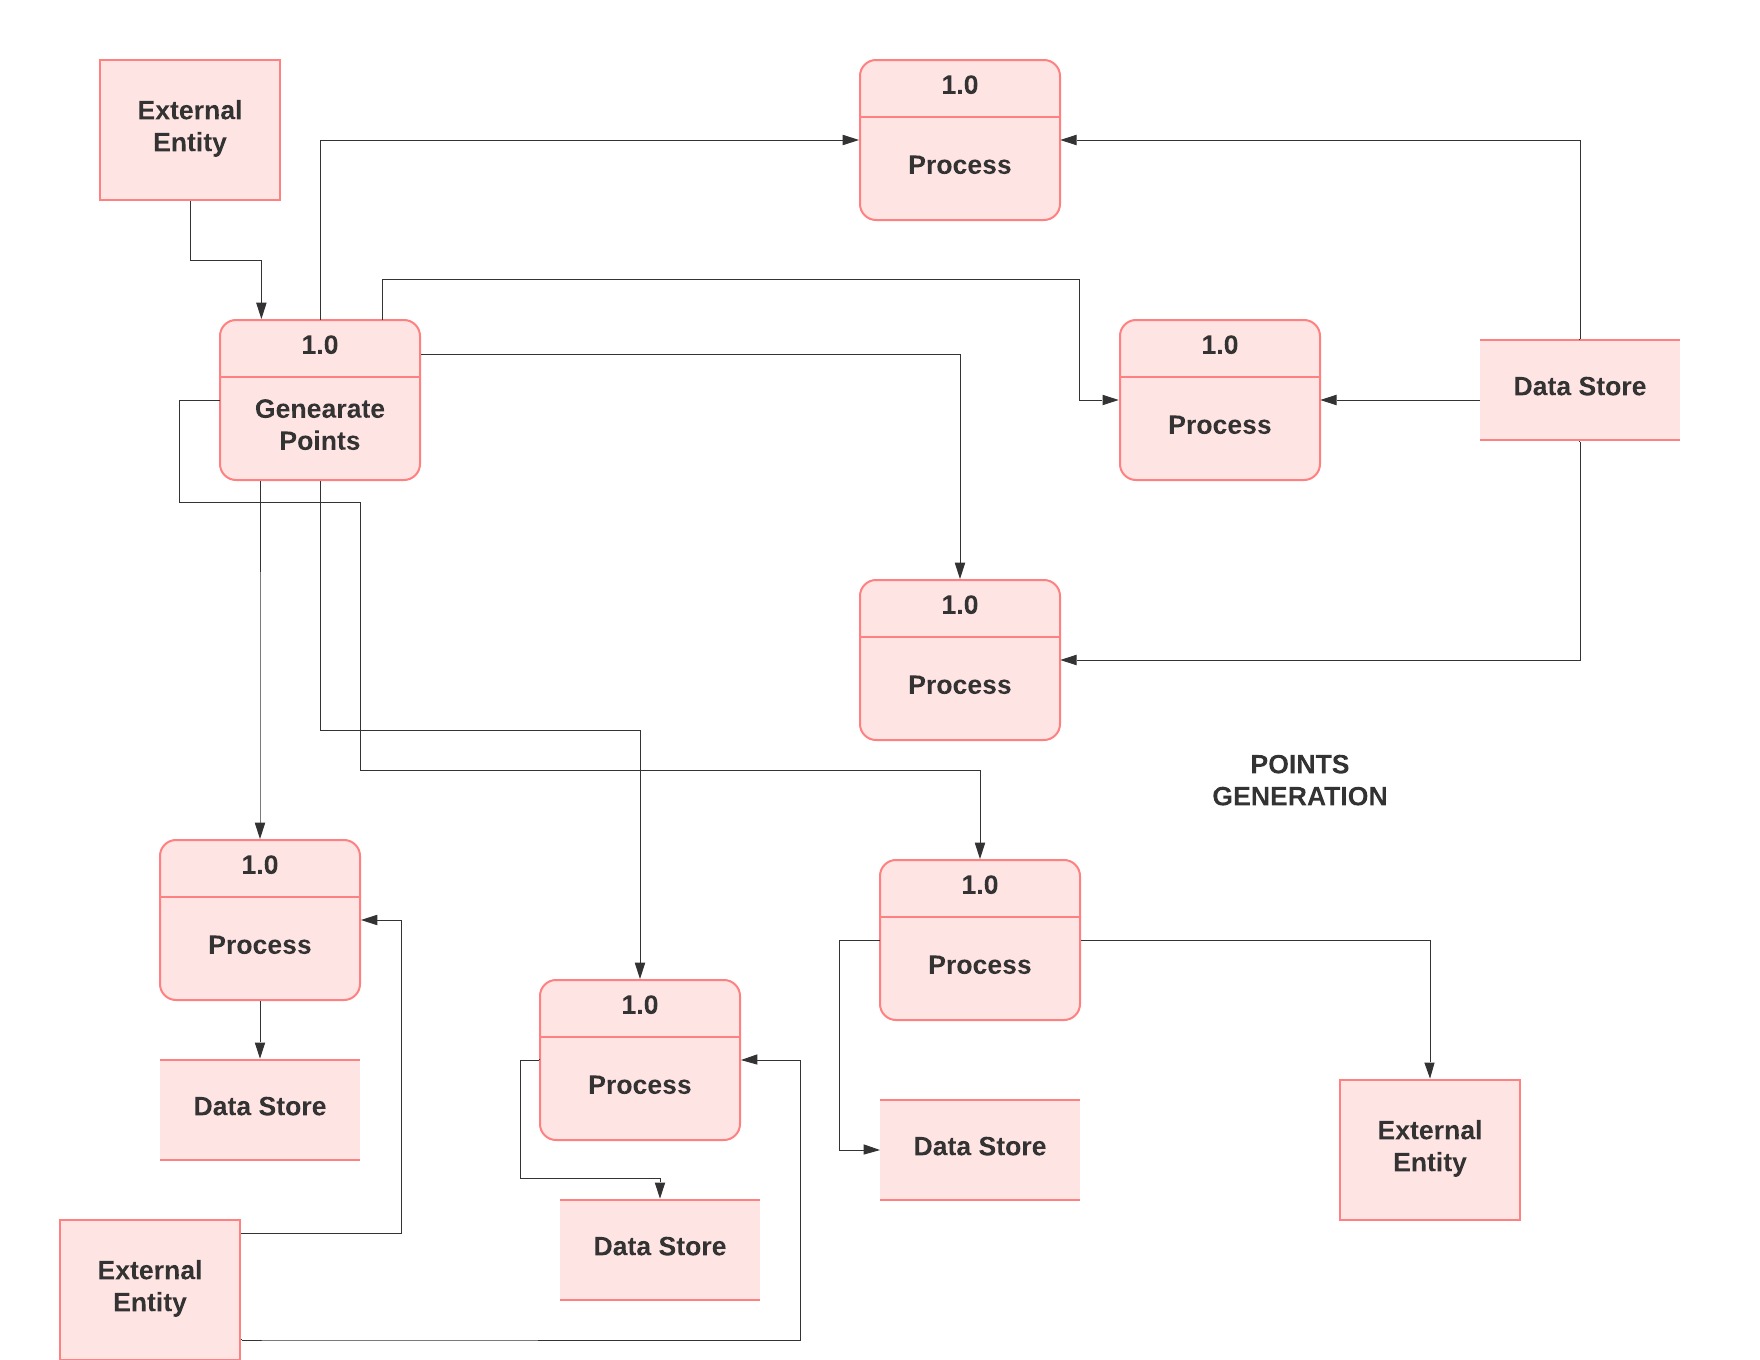 External
Entity
1.0
Process
1.0
Genearate
Points
1.0
Process
Data Store
1.0
Process
POINTS
GENERATION
1.0
Process
1.0
Process
1.0
Process
Data Store
Data Store
External
Entity
Data Store
External
Entity